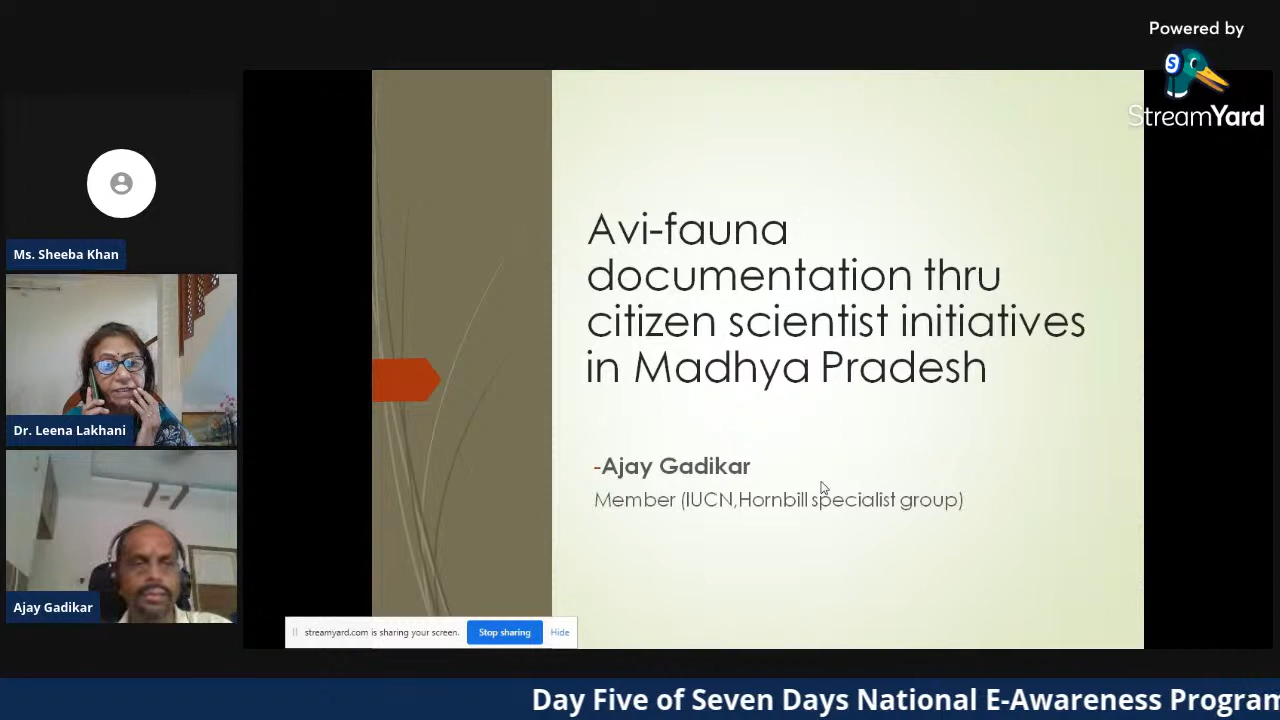 Powered by
StreamYard
Ms. Sheeba Khan
Dr. Leena Lakhani
Ajay Gadikar
Avi-fauna
documentation thru
citizen scientist initiatives
in Madhya Pradesh
-Ajay Gadikar
Member (IUCN,Hornbill specialist group)
streamyard.com is sharing your screen. Stop sharing Hide
Day Five of Seven Days National E-Awareness Program